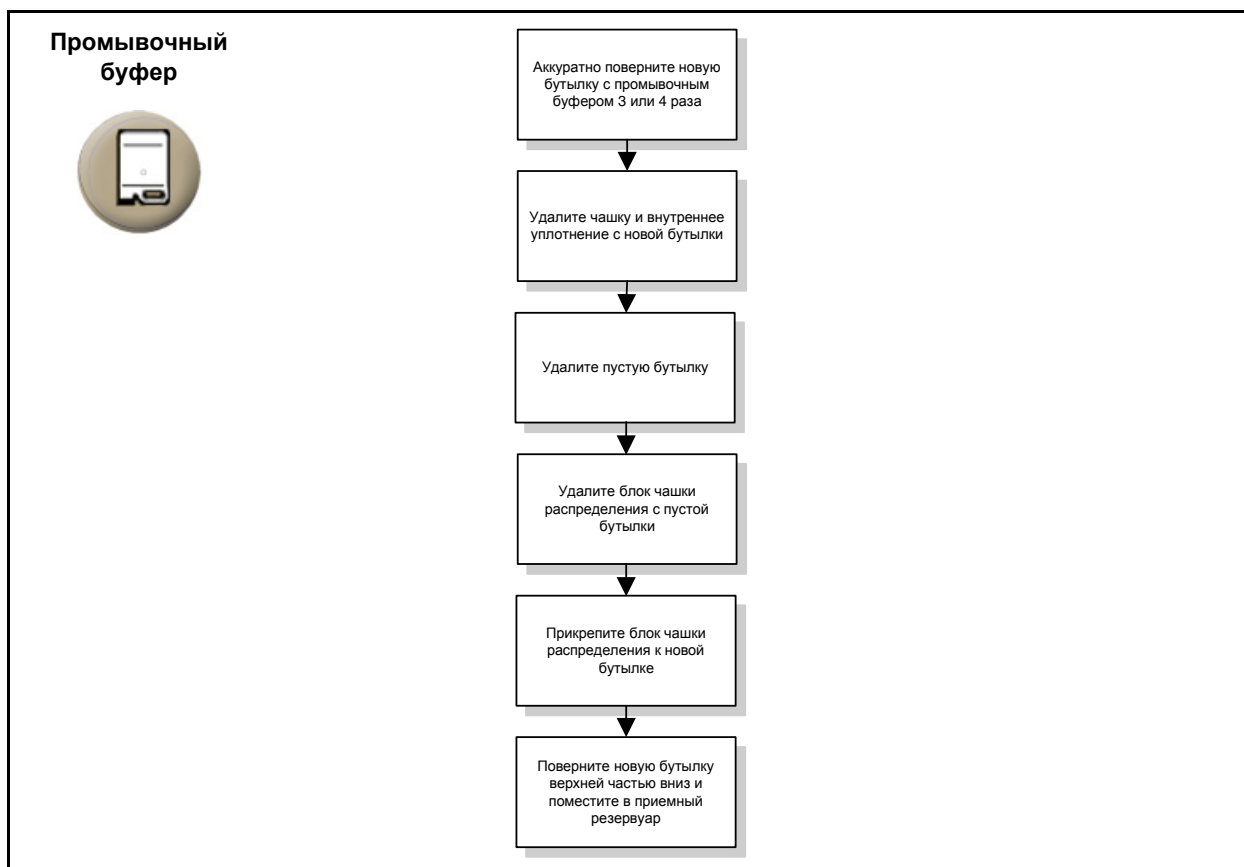 Промывочный
буфер
Аккуратно поверните новую
бутылку с промывочным
буфером 3 или 4 раза
Удалите чашку и внутреннее
уплотнение с новой бутылки
Удалите пустую бутылку
Удалите блок чашки
распределения с пустой
бутылки
Прикрепите блок чашки
распределения к новой
бутылке
Поверните новую бутылку
верхней частью вниз и
поместите в приемный
резервуар